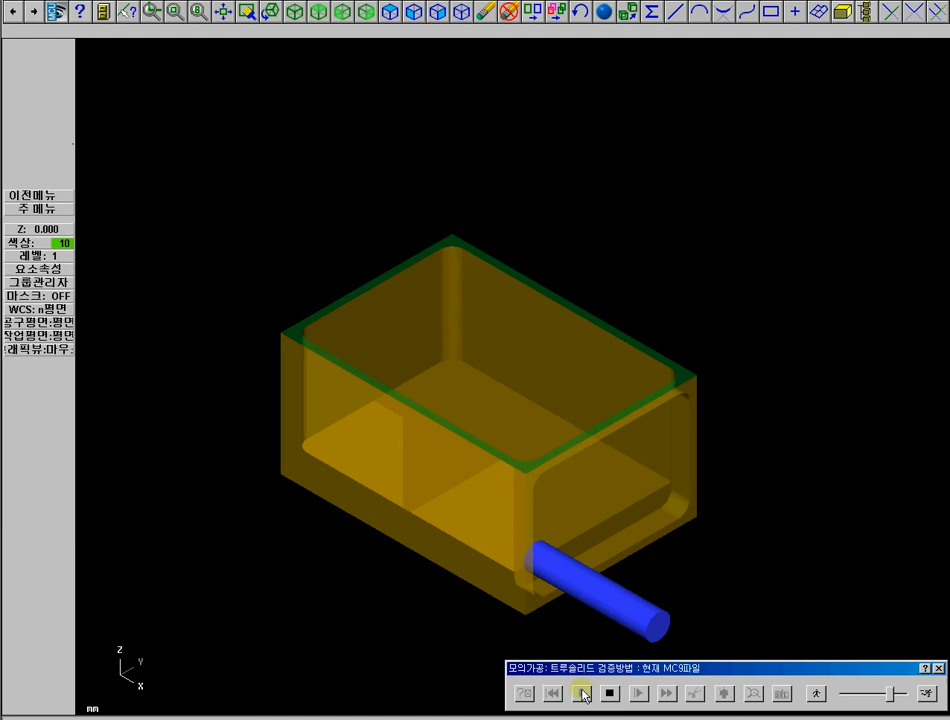 이전메뉴
주 메뉴
Z: 0.000
색상: 10
레벨: 1
요소속성
그룹관리자
마스크: OFF
WCS: n평면
공구평면:평면
작업평면:평면
래픽뷰:마우:
Z
Y
X
mm
모의가공: 트루솔리드 검증방법 : 현재 MC9파일